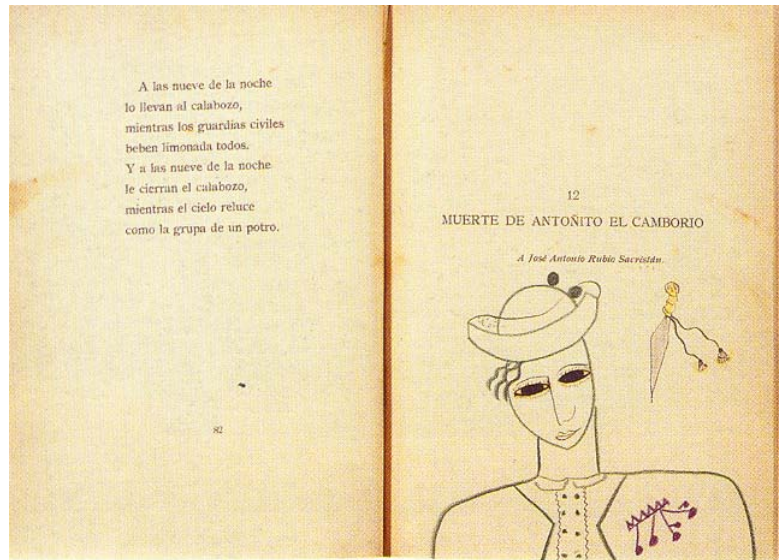 A las nueve de la noche
lo llevan al calabozo,
mientras los guardias civiles
beben limonada todos.
Y a las nueve de la noche
le cierran el calabozo,
mientras el cielo reluce
como la grupa de un potro.
82
12
MUERTE DE ANTOÑITO EL CAMBORIO
A José Antonio Rubio Sacristán.